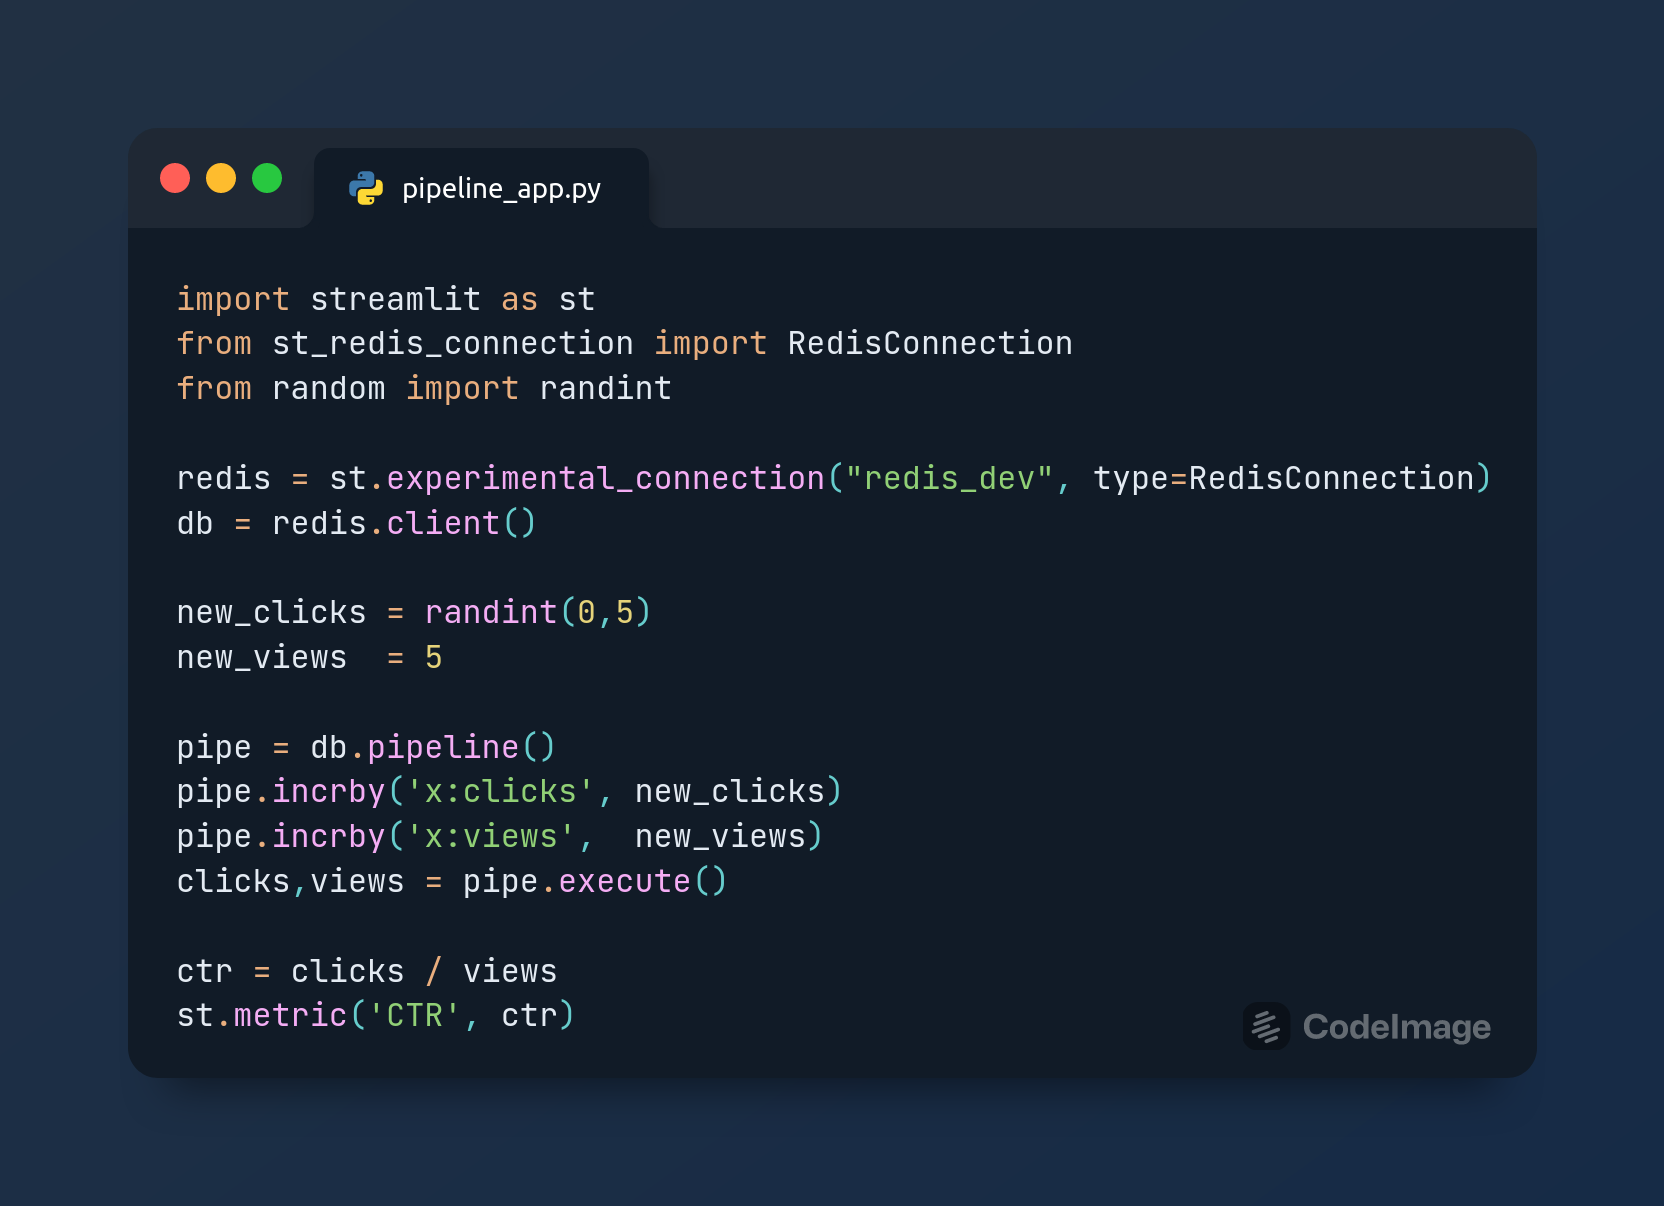 pipeline_app.py
import streamlit as st
from st_redis_connection import RedisConnection
from random import randint
redis = st.experimental_connection("redis_dev", type=RedisConnection)
db = redis.client()
new_clicks = randint(0,5)
new_views  = 5
pipe = db.pipeline()
pipe.incrby('x:clicks', new_clicks)
pipe.incrby('x:views',  new_views)
clicks,views = pipe.execute()
ctr = clicks / views
st.metric('CTR', ctr)
CodeImage